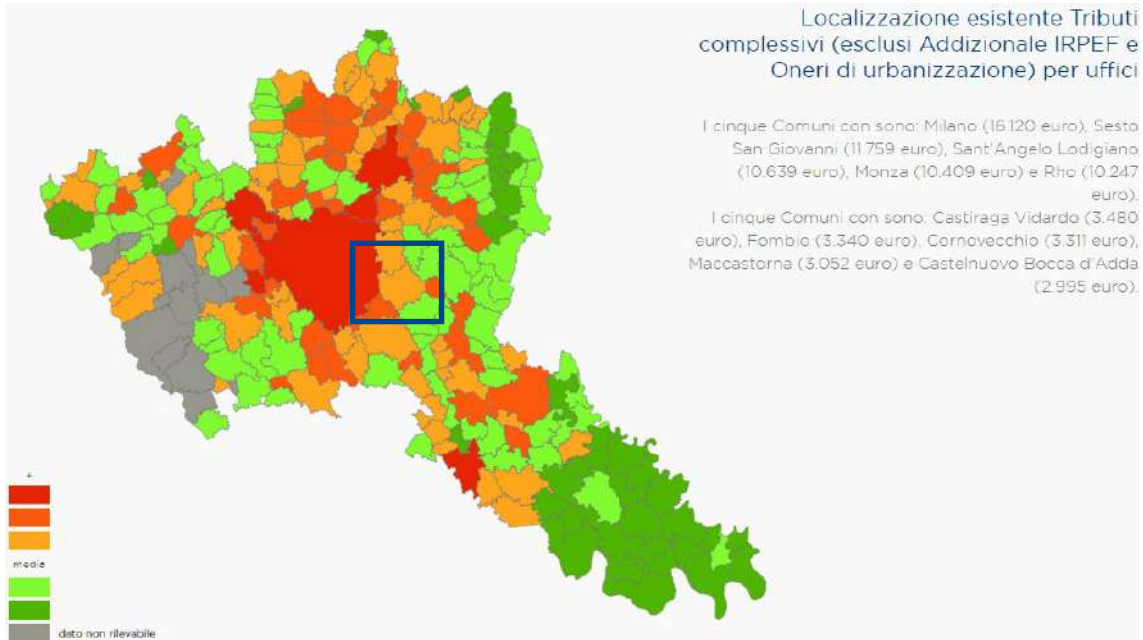 Localizzazione esistente Tributi
complessivi (esclusi Addizionale IRPEF e
Oneri di urbanizzazione) per uffici
I cinque Comuni con sono: Milano (16.120 euro), Sesto
San Giovanni (11.759 euro), Sant'Angelo Lodigiano
(10.639 euro), Monza (10.409 euro) e Rho (10.247
euro).
I cinque Comuni con sono: Castiraga Vidardo (3.480
euro), Fombio (3.340 euro), Cornovecchio (3.311 euro),
Maccastorna (3.052 euro) e Castelnuovo Bocca d'Adda
(2.995 euro).
+
media
dato non rilevabile